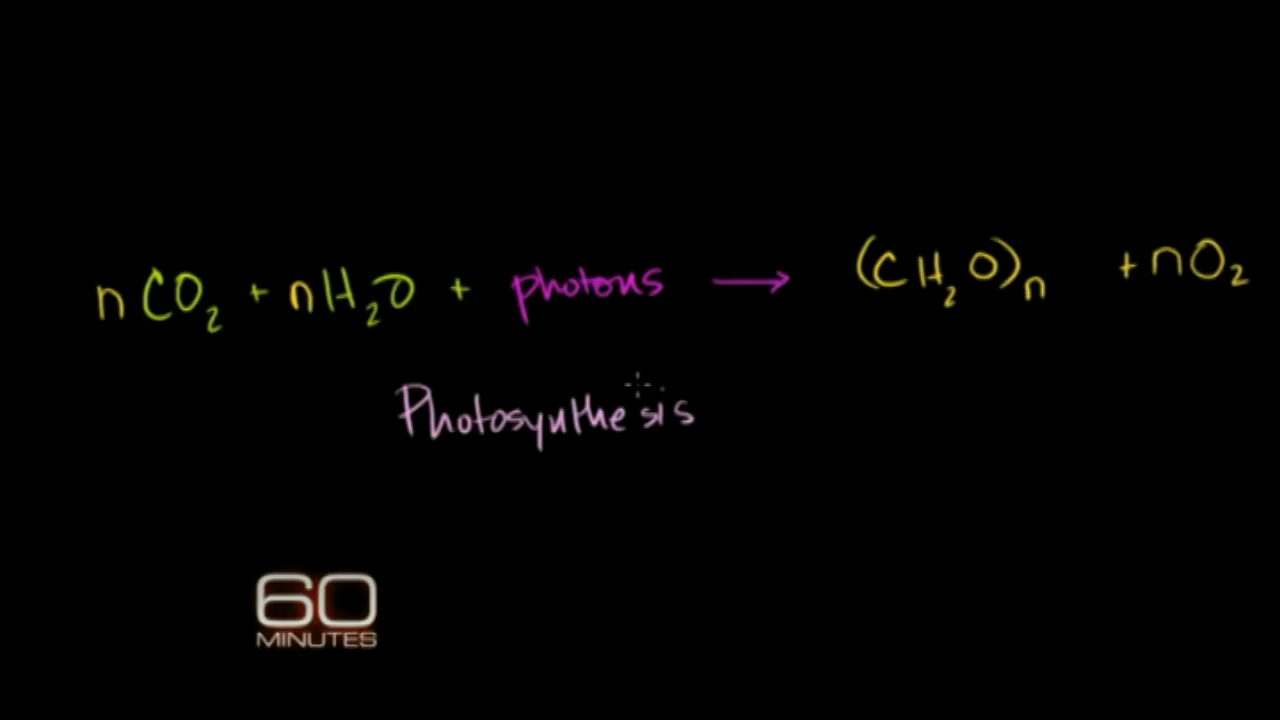 nCO₂ + nH₂O + photons → (CH₂O)ₙ + nO₂
Photosynthesis
60
MINUTES